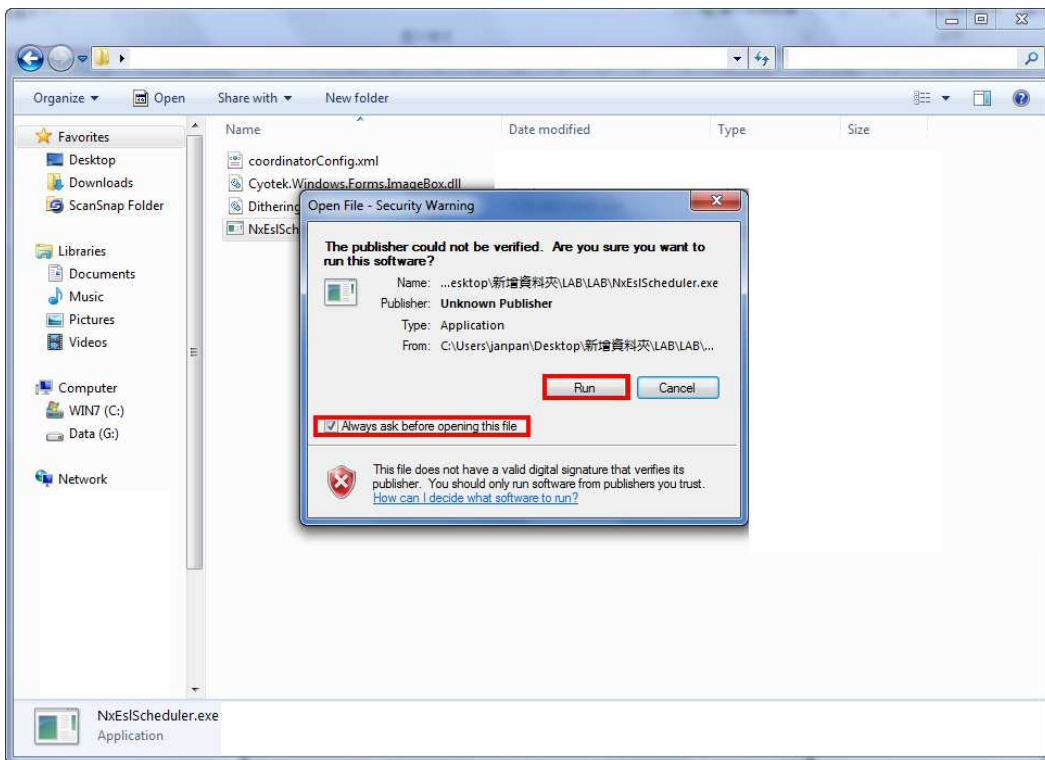 Organize
Open
Share with
New folder
Favorites
Desktop
Downloads
ScanSnap Folder
Libraries
Documents
Music
Pictures
Videos
Computer
WIN7 (C:)
Data (G:)
Network
Name Date modified Type Size
coordinatorConfig.xml
Cyotek.Windows.Forms.ImageBox.dll
Dithering
NxEslSch
Open File - Security Warning
The publisher could not be verified. Are you sure you want to
run this software?
Name: ...esktop\新增資料夾\LAB\LAB\NxEslScheduler.exe
Publisher: Unknown Publisher
Type: Application
From: C:\Users\janpan\Desktop\新增資料夾\LAB\LAB\...
Run Cancel
Always ask before opening this file
This file does not have a valid digital signature that verifies its
publisher. You should only run software from publishers you trust.
How can I decide what software to run?
NxEslScheduler.exe
Application